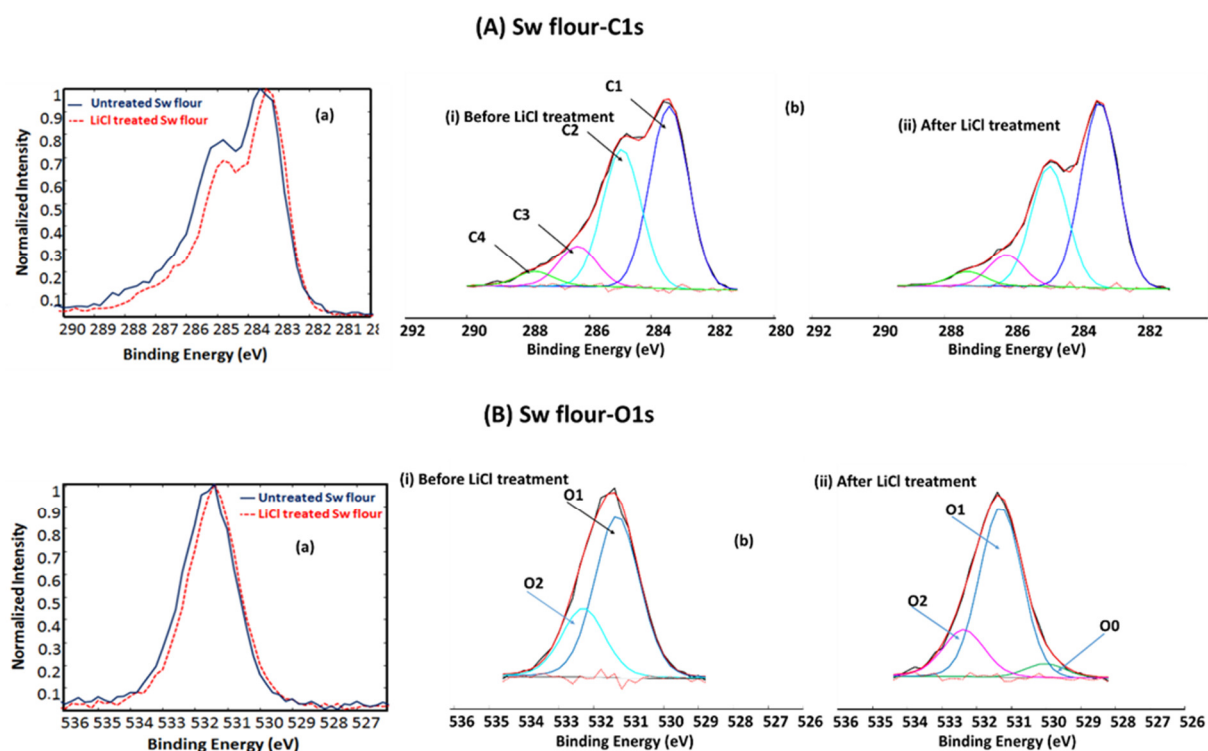 (A) Sw flour-C1s
Normalized Intensity
1
0.9
0.8
0.7
0.6
0.5
0.4
0.3
0.2
0.1
Untreated Sw flour
LiCl treated Sw flour
(a)
290 289 288 287 286 285 284 283 282 281 28
Binding Energy (eV)
(i) Before LiCl treatment
C1
C2
C3
C4
292 290 288 286 284 282 280
Binding Energy (eV)
(b)
(ii) After LiCl treatment
292 290 288 286 284 282
Binding Energy (eV)
(B) Sw flour-O1s
Normalized Intensity
1
0.9
0.8
0.7
0.6
0.5
0.4
0.3
0.2
0.1
Untreated Sw flour
LiCl treated Sw flour
(a)
536 535 534 533 532 531 530 529 528 527
Binding Energy (eV)
(i) Before LiCl treatment
O1
O2
536 535 534 533 532 531 530 529 528 527 526
Binding Energy (eV)
(b)
(ii) After LiCl treatment
O1
O2
O0
536 535 534 533 532 531 530 529 528 527 526
Binding Energy (eV)